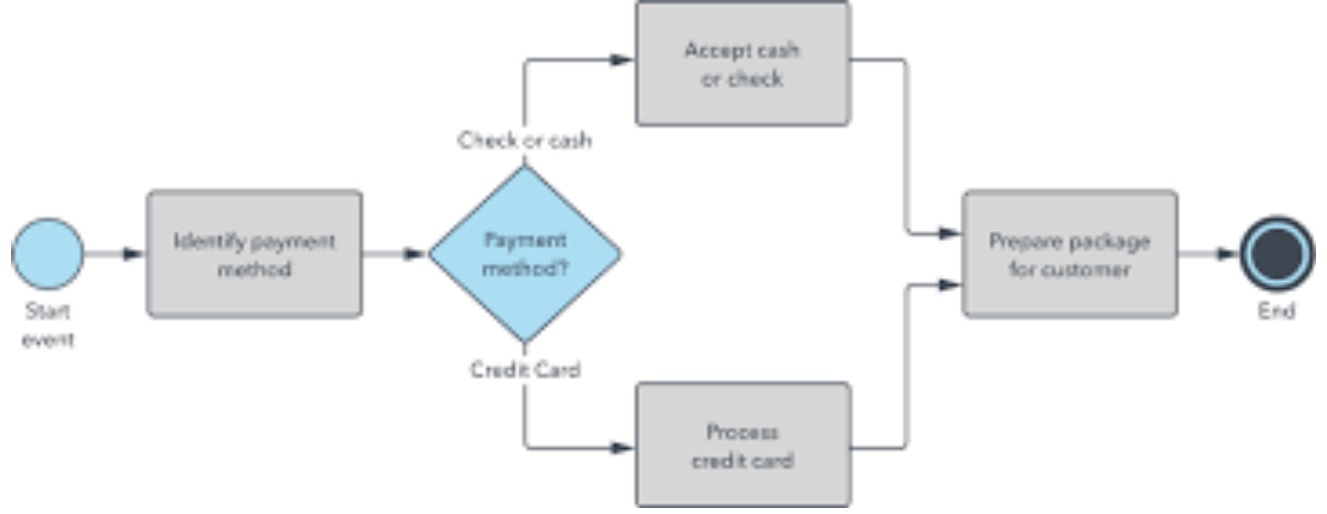 Start
event
Identify payment
method
Payment
method?
Check or cash
Accept cash
or check
Credit Card
Process
credit card
Prepare package
for customer
End